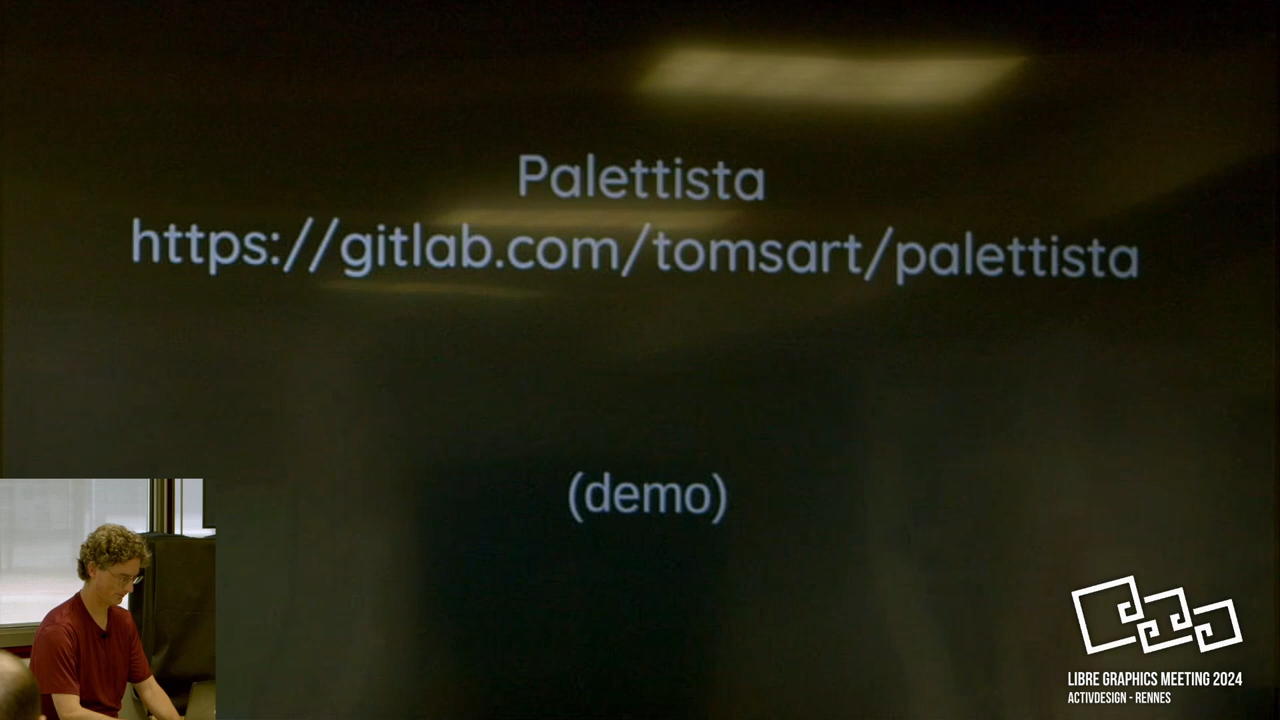 Palettista
https://gitlab.com/tomsart/palettista
(demo)
LIBRE GRAPHICS MEETING 2024
ACTIVDESIGN - RENNES